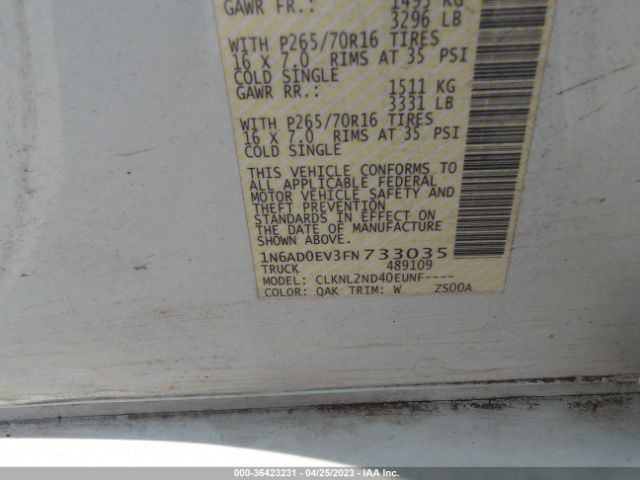 GAWR FR.: 1495 KG
3296 LB
WITH P265/70R16 TIRES
16 X 7.0 RIMS AT 35 PSI
COLD SINGLE
GAWR RR.: 1511 KG
3331 LB
WITH P265/70R16 TIRES
16 X 7.0 RIMS AT 35 PSI
COLD SINGLE
THIS VEHICLE CONFORMS TO
ALL APPLICABLE FEDERAL
MOTOR VEHICLE SAFETY AND
THEFT PREVENTION
STANDARDS IN EFFECT ON
THE DATE OF MANUFACTURE
SHOWN ABOVE.
1N6AD0EV3FN733035
TRUCK 489109
MODEL: CLKNL2ND40EUNF----
COLOR: QAK TRIM: W ZS00A
000-36423231 - 04/25/2023 - IAA Inc.